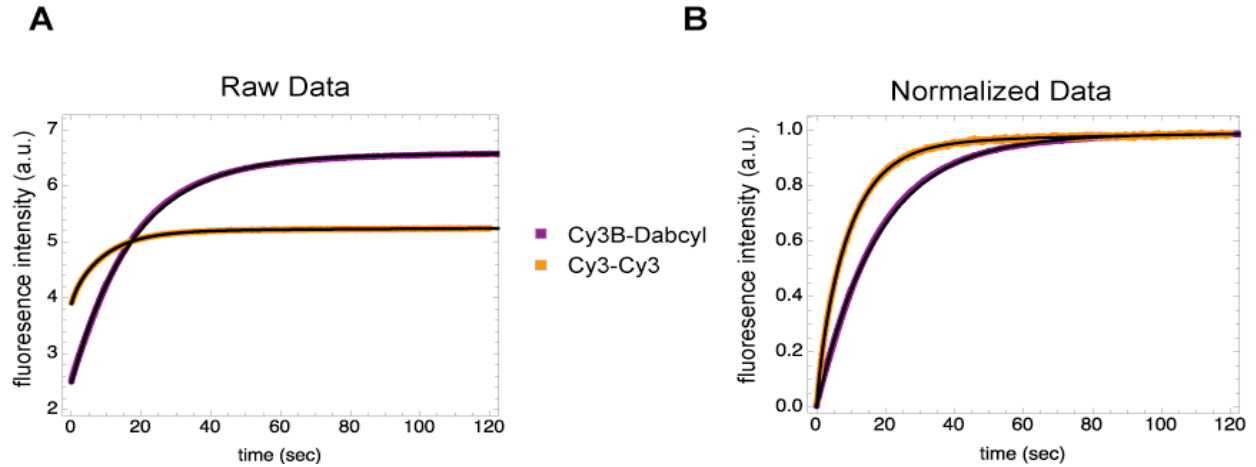 A
B
Raw Data
Normalized Data
fluoresence intensity (a.u.)
7
6
5
4
3
2
0 20 40 60 80 100 120
time (sec)
Cy3B-Dabcyl
Cy3-Cy3
fluoresence intensity (a.u.)
1.0
0.8
0.6
0.4
0.2
0.0
0 20 40 60 80 100 120
time (sec)